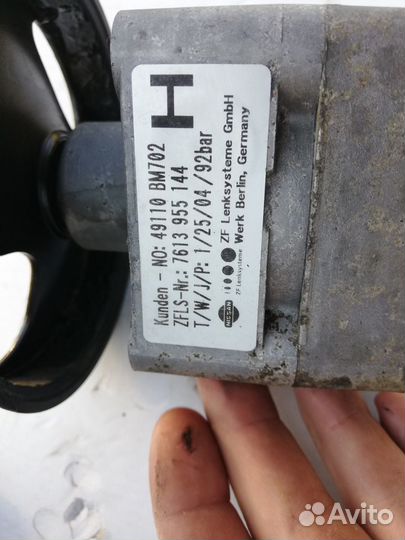 Kunden - NO: 49110 BM702
ZFLS-Nr.: 7613 955 144
T/W/J/P: 1/25/04/92bar
H
NISSAN
ZF Lenksysteme
ZF Lenksysteme GmbH
Werk Berlin, Germany
Avito